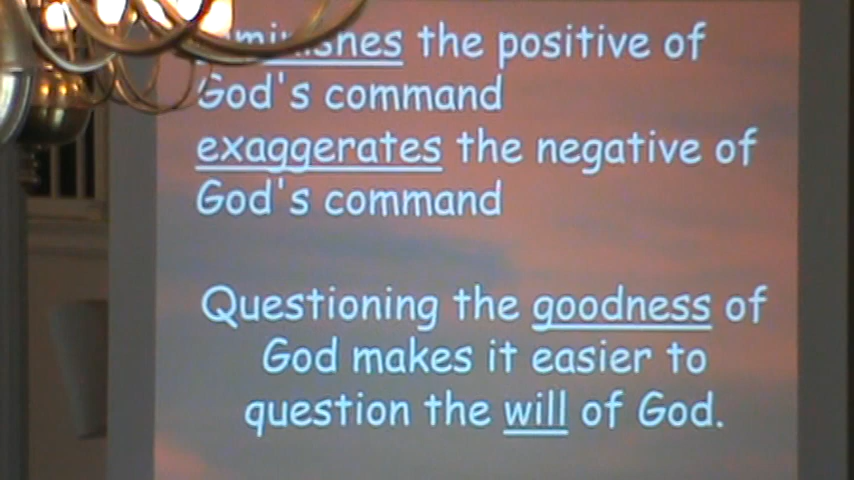 the positive of
God's command
exaggerates the negative of
God's command
Questioning the goodness of
God makes it easier to
question the will of God.